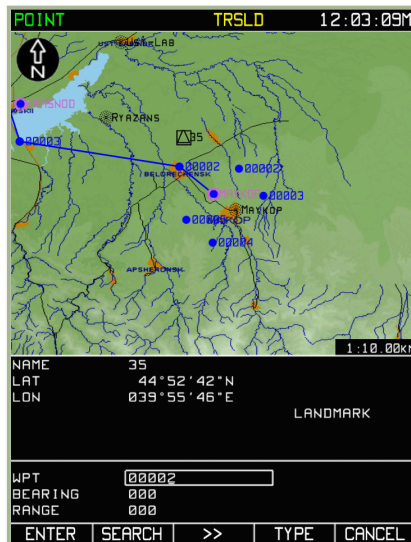 POINT TRSLD 12:03:09M
N
LAB
RYAZANS
00003
35
00002
00002
BELORECHENSK
00003
MAYKOP
00004
APSHERONSK
1:10.00км
NAME 35
LAT 44°52'42"N
LON 039°55'46"E
LANDMARK
WPT 00002
BEARING 000
RANGE 000
ENTER SEARCH >> TYPE CANCEL